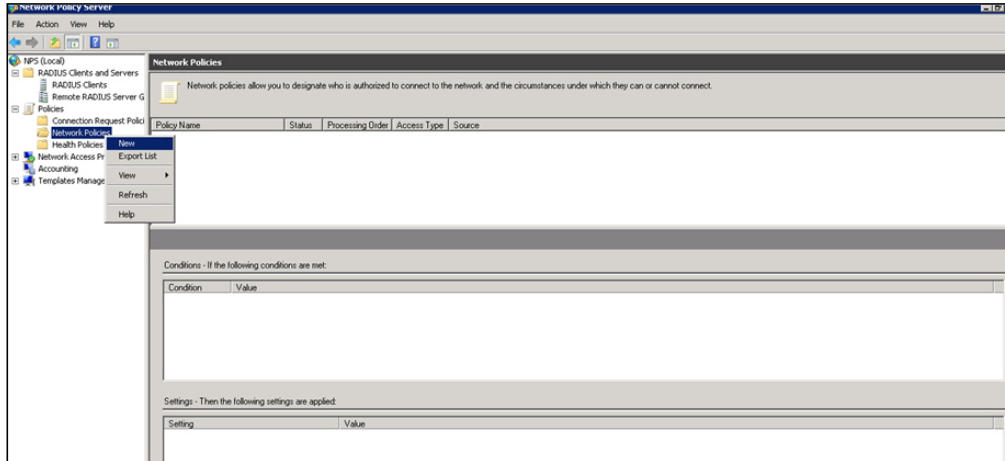 Network Policy Server
File Action View Help
NPS (Local)
RADIUS Clients and Servers
RADIUS Clients
Remote RADIUS Server G
Policies
Connection Request Polici
Network Policies
Health Policies
Network Access Pr
Accounting
Templates Manage
New
Export List
View
Refresh
Help
Network Policies
Network policies allow you to designate who is authorized to connect to the network and the circumstances under which they can or cannot connect.
Policy Name Status Processing Order Access Type Source
Conditions - If the following conditions are met:
Condition Value
Settings - Then the following settings are applied:
Setting Value